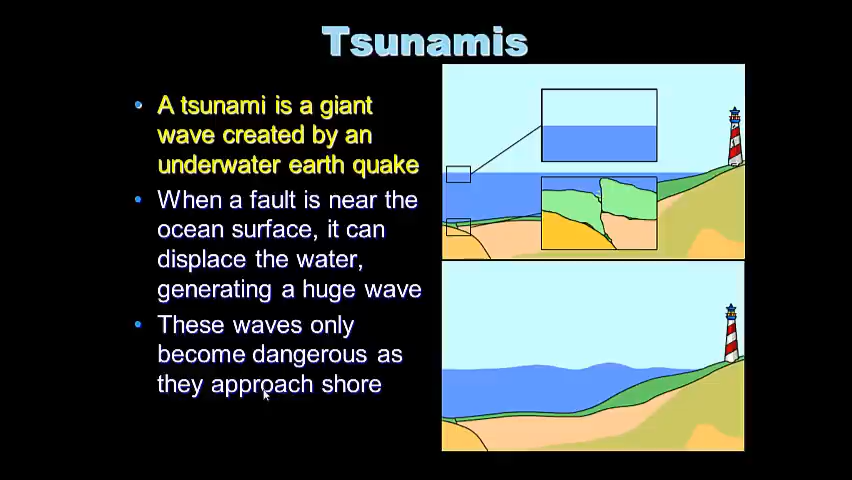 Tsunamis
• A tsunami is a giant
wave created by an
underwater earth quake
• When a fault is near the
ocean surface, it can
displace the water,
generating a huge wave
• These waves only
become dangerous as
they approach shore